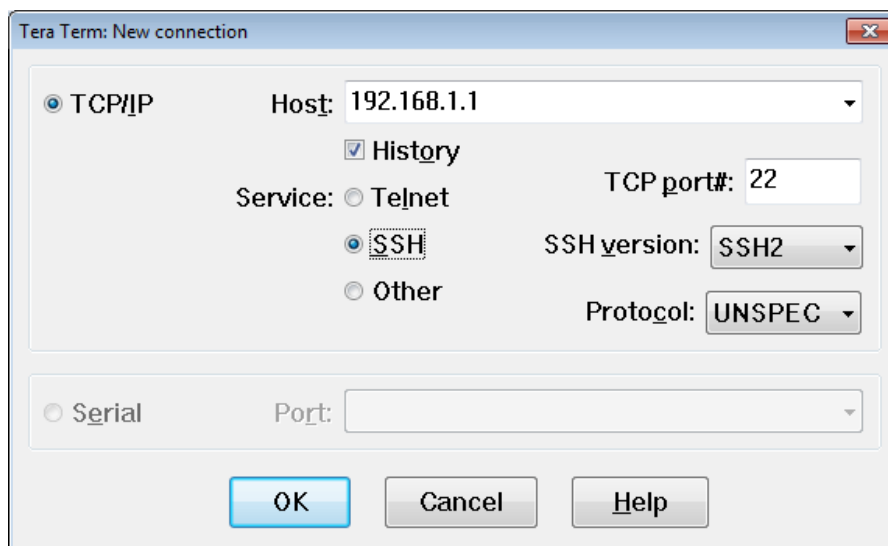 Tera Term: New connection
TCP/IP
Host: 192.168.1.1
History
Service: Telnet
TCP port#: 22
SSH
SSH version: SSH2
Other
Protocol: UNSPEC
Serial
Port:
OK
Cancel
Help